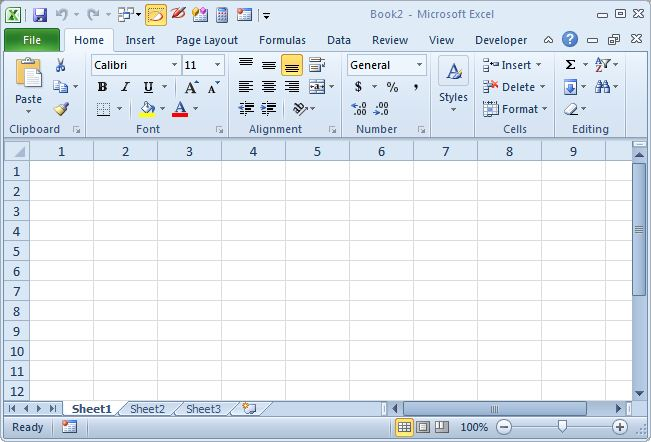 Book2 - Microsoft Excel
File Home Insert Page Layout Formulas Data Review View Developer
Calibri 11 General Insert Σ
Paste B I U A A $ % , Styles Delete
A .00 .0 Format
Clipboard Font Alignment Number Cells Editing
1 2 3 4 5 6 7 8 9
1
2
3
4
5
6
7
8
9
10
11
12
Sheet1 Sheet2 Sheet3
Ready 100%